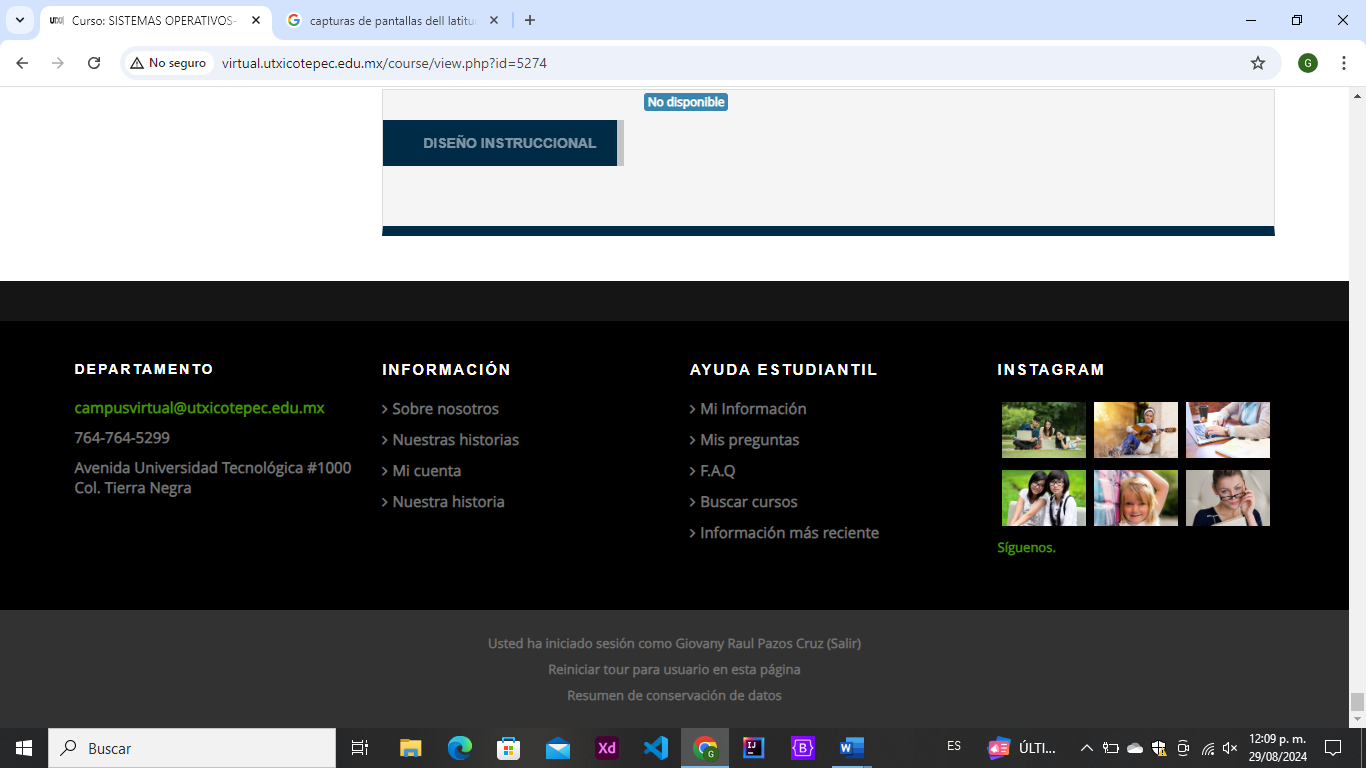 Curso: SISTEMAS OPERATIVOS-
capturas de pantallas dell latitu
No seguro
virtual.utxicotepec.edu.mx/course/view.php?id=5274
G
No disponible
DISEÑO INSTRUCCIONAL
DEPARTAMENTO
campusvirtual@utxicotepec.edu.mx
764-764-5299
Avenida Universidad Tecnológica #1000
Col. Tierra Negra
INFORMACIÓN
Sobre nosotros
Nuestras historias
Mi cuenta
Nuestra historia
AYUDA ESTUDIANTIL
Mi Información
Mis preguntas
F.A.Q
Buscar cursos
Información más reciente
INSTAGRAM
Síguenos.
Usted ha iniciado sesión como Giovany Raul Pazos Cruz (Salir)
Reiniciar tour para usuario en esta página
Resumen de conservación de datos
Buscar
Xd
ES
ÚLTI...
12:09 p. m.
29/08/2024